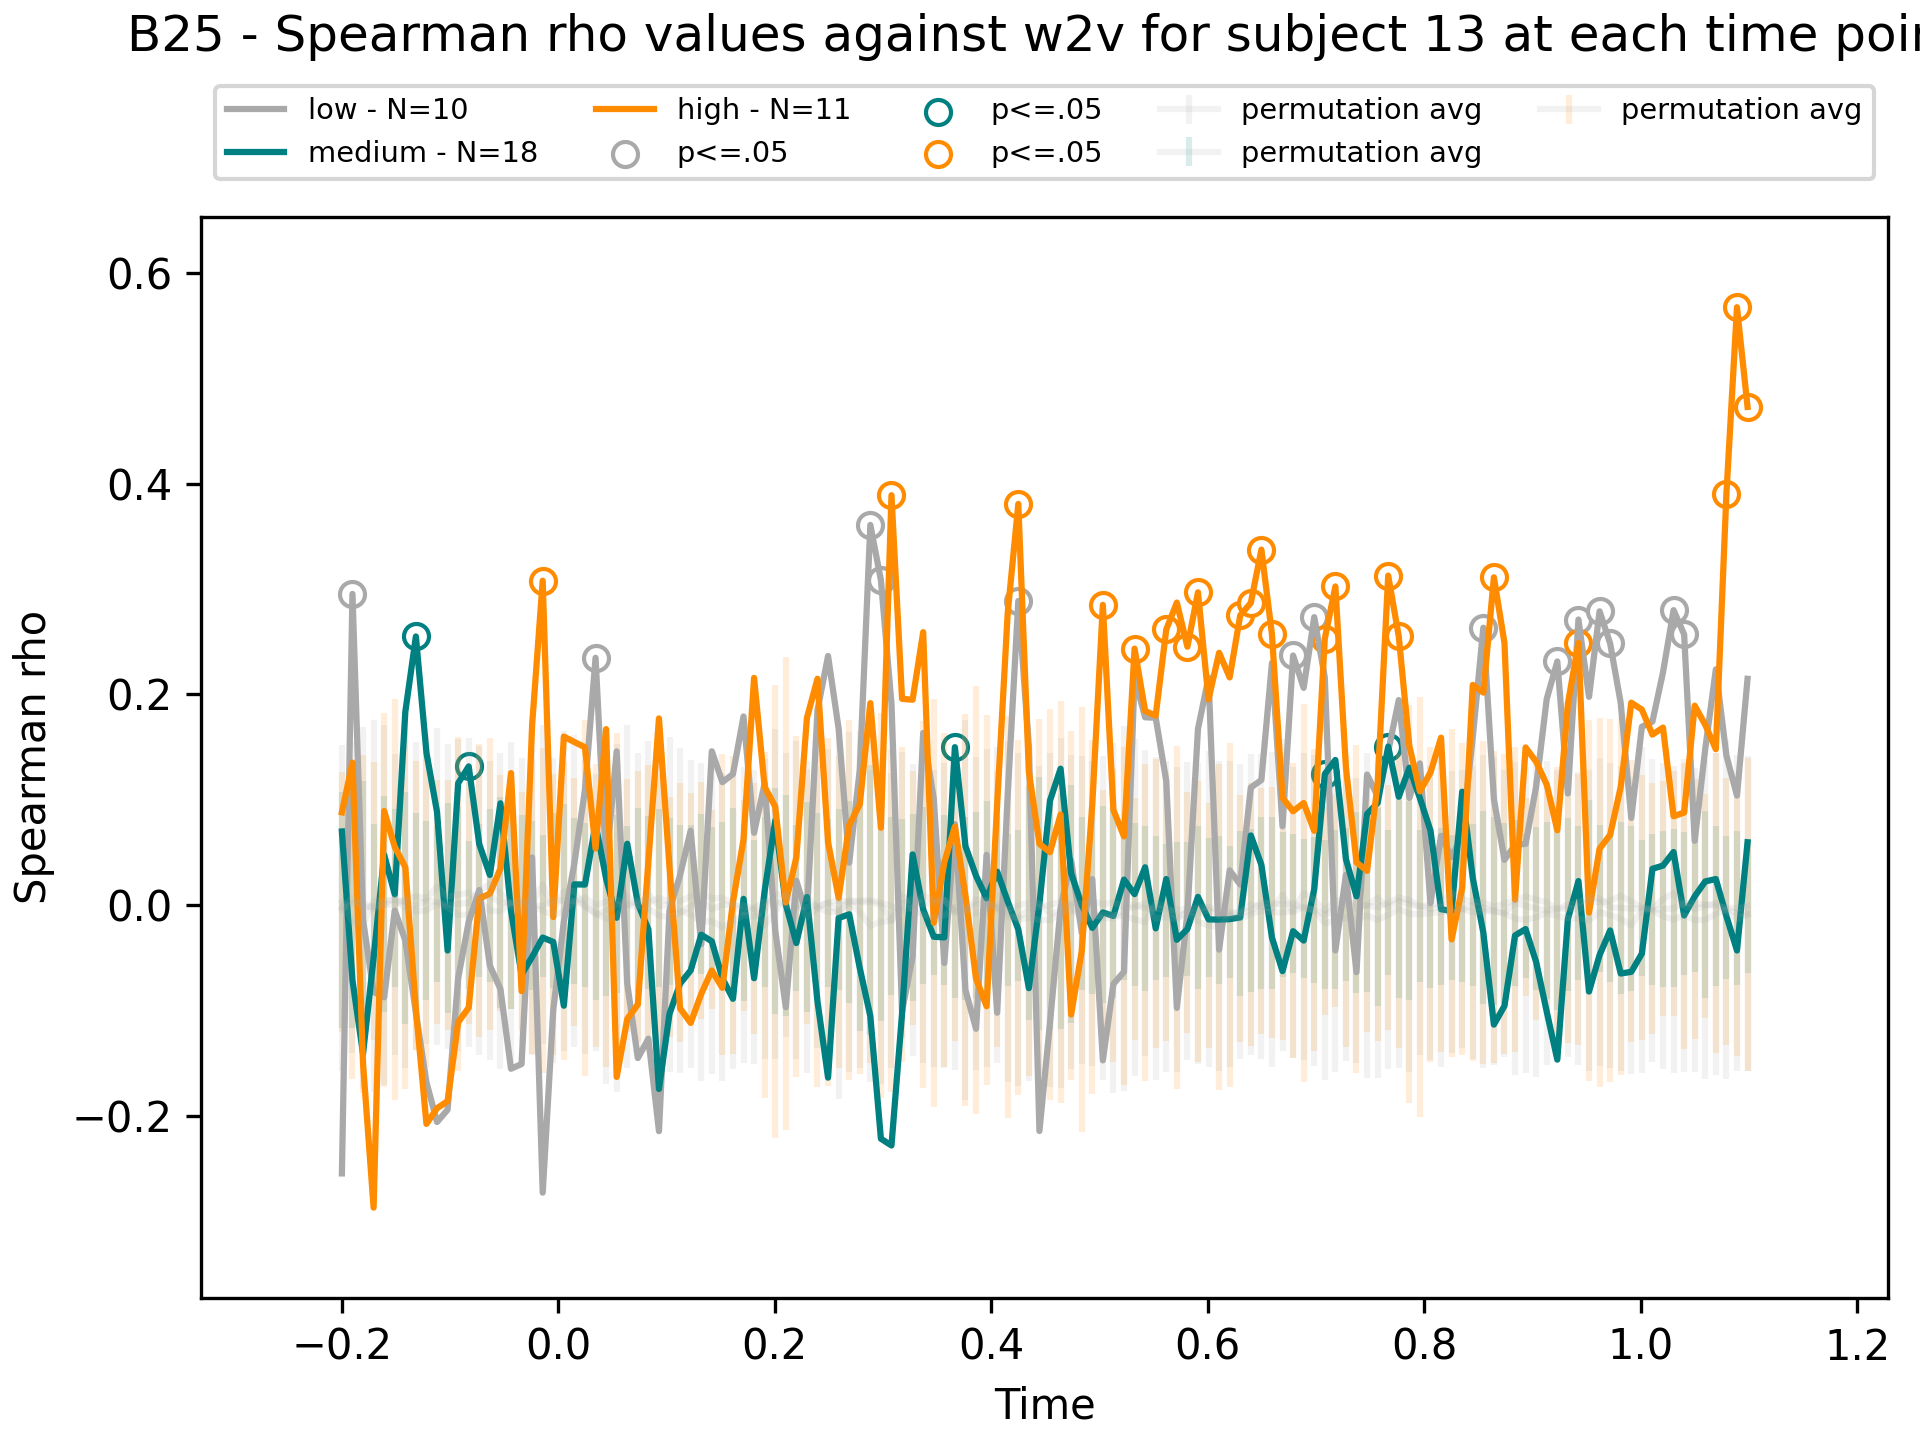 B25 - Spearman rho values against w2v for subject 13 at each time poi
low - N=10
medium - N=18
high - N=11
p<=.05
p<=.05
p<=.05
permutation avg
permutation avg
permutation avg
Spearman rho
0.6
0.4
0.2
0.0
−0.2
−0.2 0.0 0.2 0.4 0.6 0.8 1.0 1.2
Time